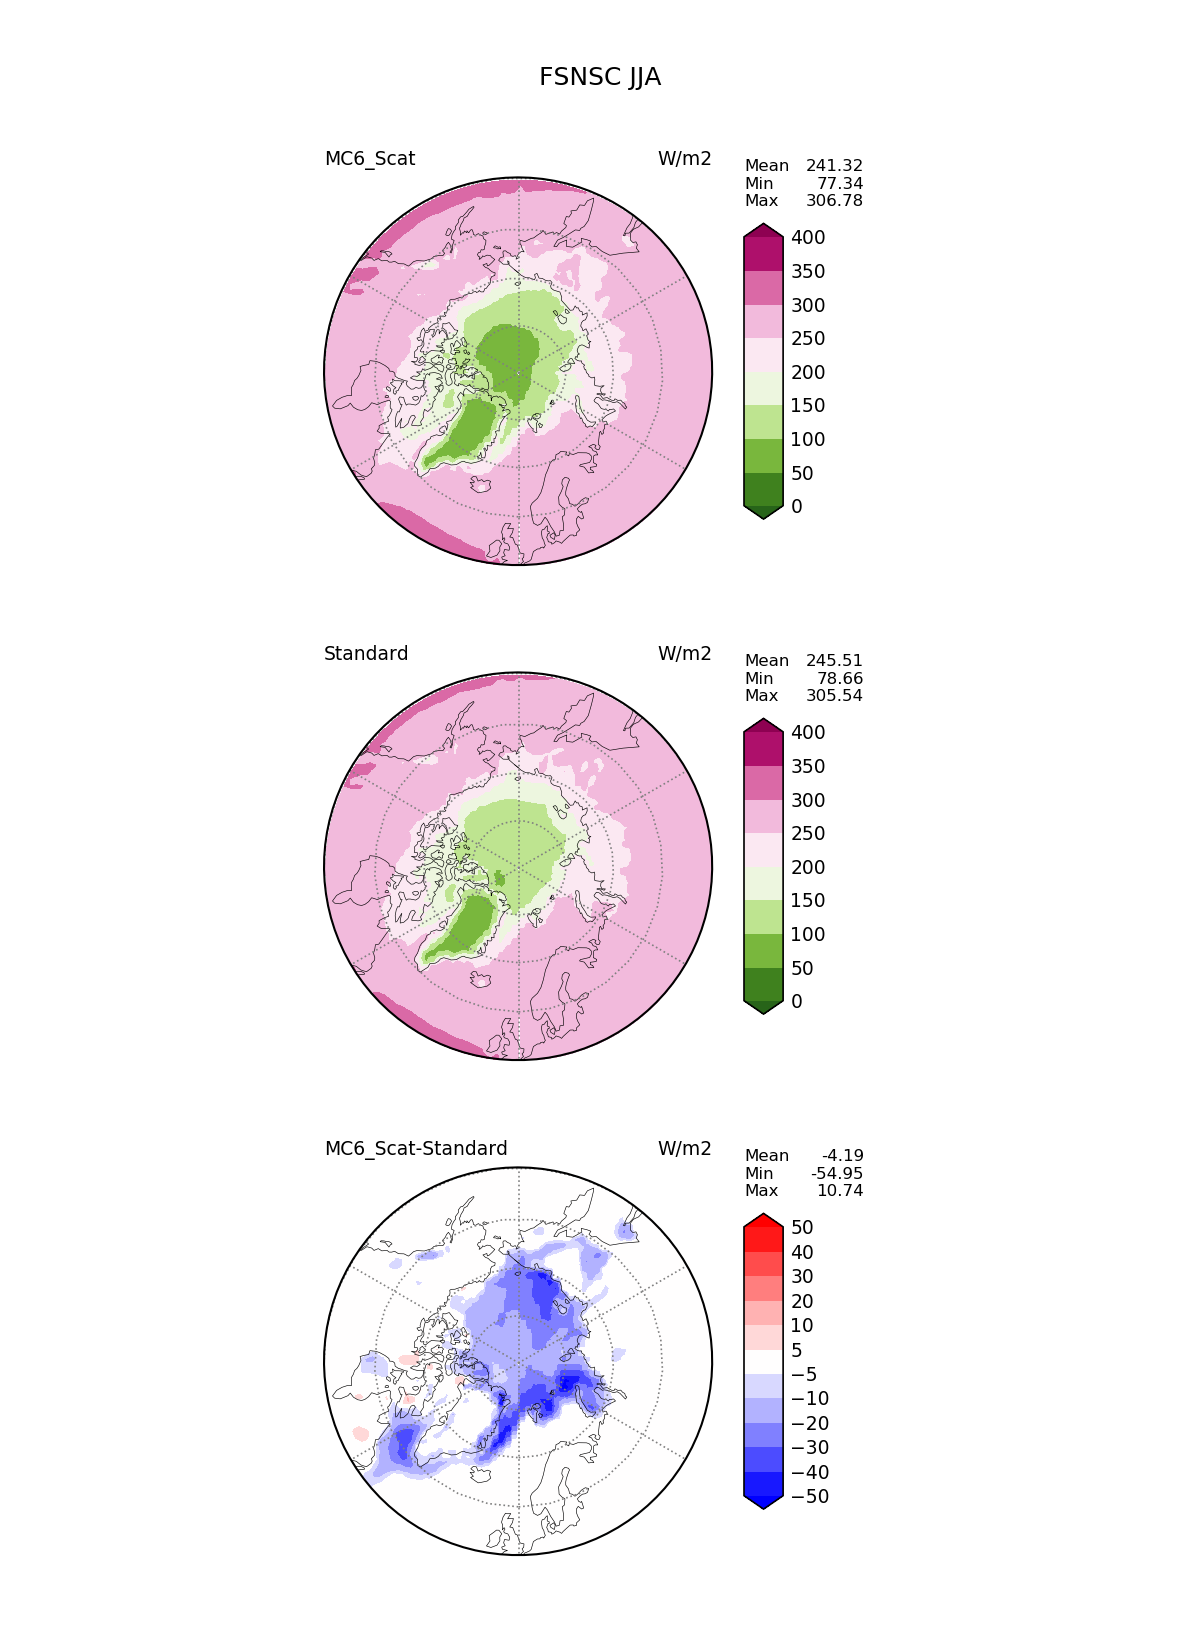 FSNSC JJA
MC6_Scat W/m2
Mean 241.32
Min 77.34
Max 306.78
400
350
300
250
200
150
100
50
0
Standard W/m2
Mean 245.51
Min 78.66
Max 305.54
400
350
300
250
200
150
100
50
0
MC6_Scat-Standard W/m2
Mean -4.19
Min -54.95
Max 10.74
50
40
30
20
10
5
−5
−10
−20
−30
−40
−50